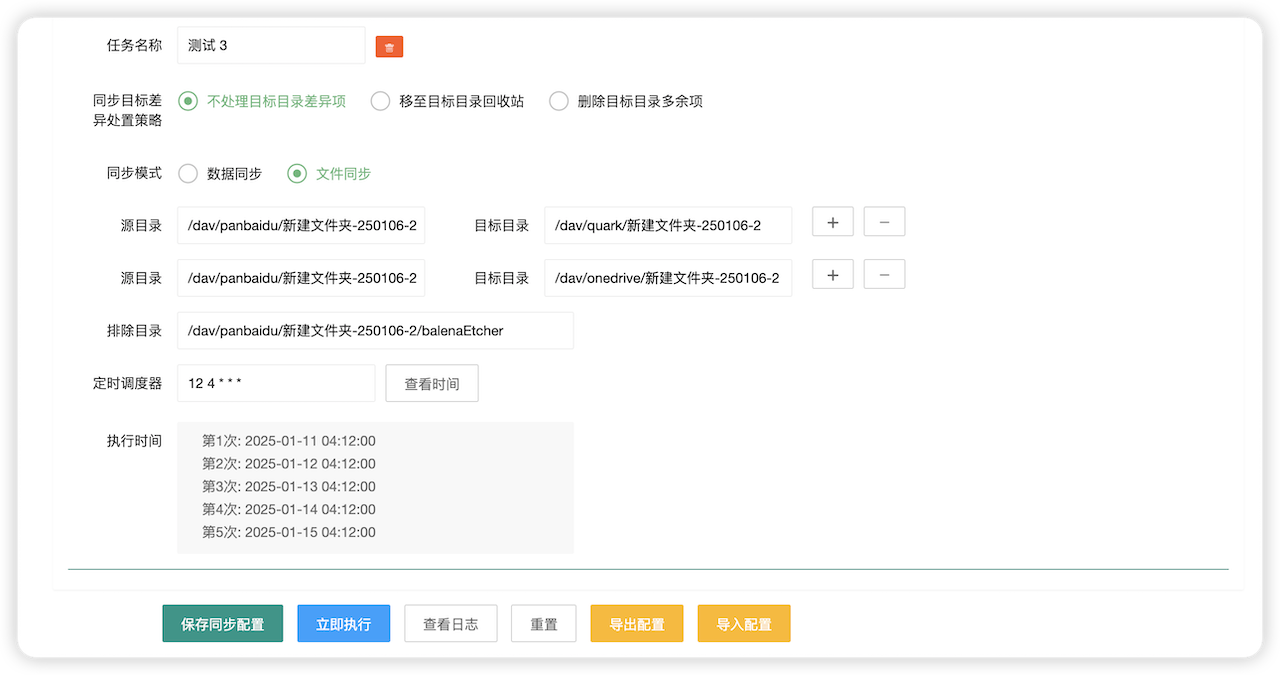 任务名称 测试 3
同步目标差
异处置策略
不处理目标目录差异项 移至目标目录回收站 删除目标目录多余项
同步模式 数据同步 文件同步
源目录 /dav/panbaidu/新建文件夹-250106-2 目标目录 /dav/quark/新建文件夹-250106-2 + −
源目录 /dav/panbaidu/新建文件夹-250106-2 目标目录 /dav/onedrive/新建文件夹-250106-2 + −
排除目录 /dav/panbaidu/新建文件夹-250106-2/balenaEtcher
定时调度器 12 4 * * * 查看时间
执行时间 第1次: 2025-01-11 04:12:00
第2次: 2025-01-12 04:12:00
第3次: 2025-01-13 04:12:00
第4次: 2025-01-14 04:12:00
第5次: 2025-01-15 04:12:00
保存同步配置 立即执行 查看日志 重置 导出配置 导入配置